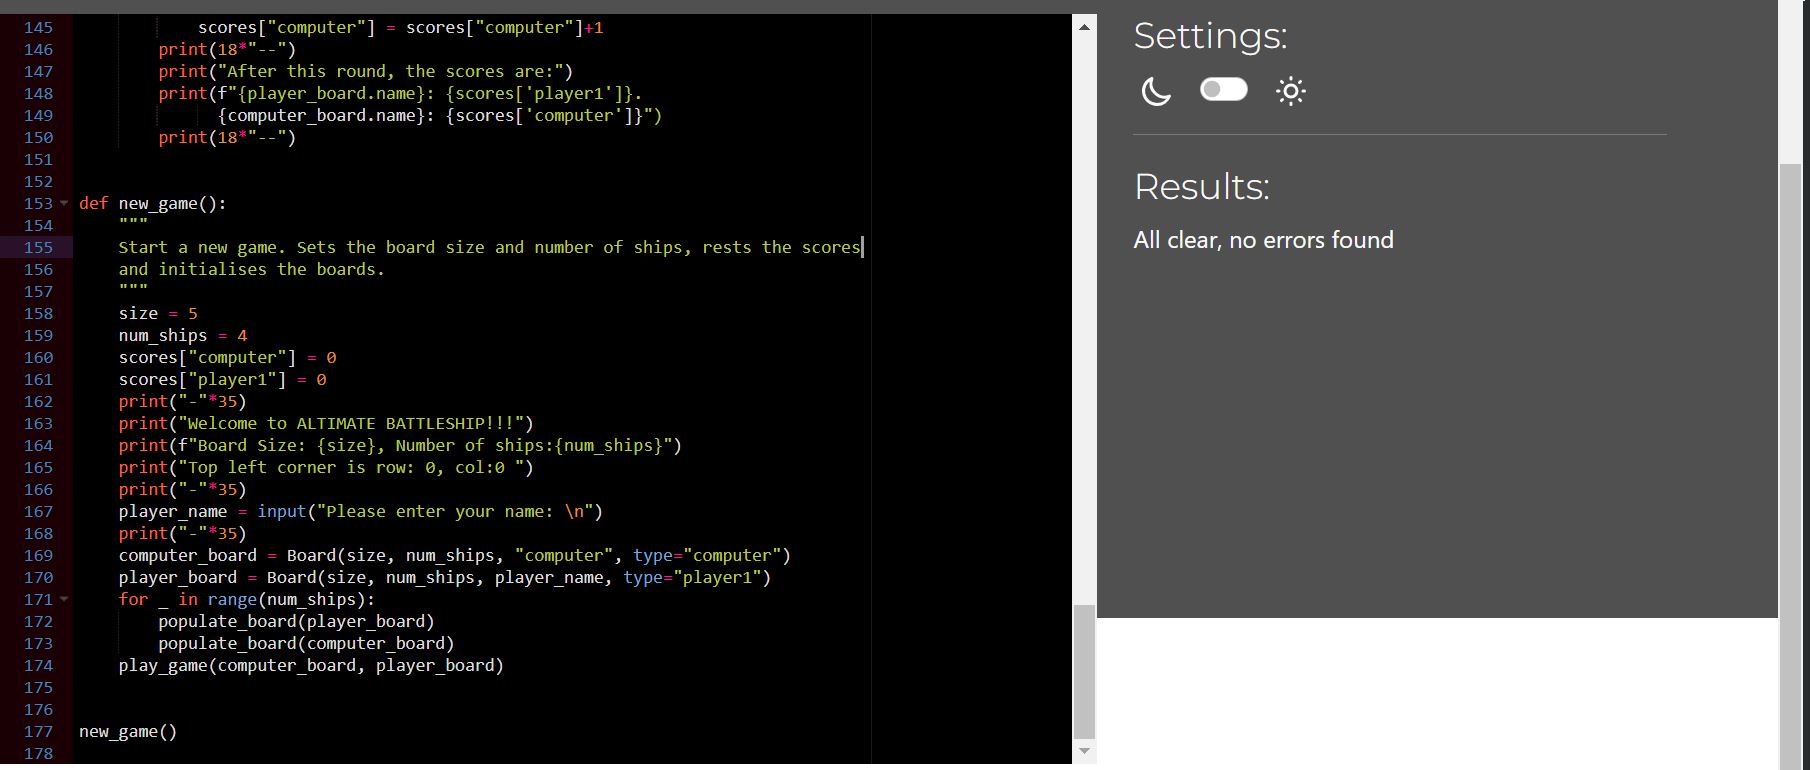 145             scores["computer"] = scores["computer"]+1
146         print(18*"--")
147         print("After this round, the scores are:")
148         print(f"{player_board.name}: {scores['player1']}.
149               {computer_board.name}: {scores['computer']}")
150         print(18*"--")
151
152
153 def new_game():
154     """
155     Start a new game. Sets the board size and number of ships, rests the scores
156     and initialises the boards.
157     """
158     size = 5
159     num_ships = 4
160     scores["computer"] = 0
161     scores["player1"] = 0
162     print("-"*35)
163     print("Welcome to ALTIMATE BATTLESHIP!!!")
164     print(f"Board Size: {size}, Number of ships:{num_ships}")
165     print("Top left corner is row: 0, col:0 ")
166     print("-"*35)
167     player_name = input("Please enter your name: \n")
168     print("-"*35)
169     computer_board = Board(size, num_ships, "computer", type="computer")
170     player_board = Board(size, num_ships, player_name, type="player1")
171     for _ in range(num_ships):
172         populate_board(player_board)
173         populate_board(computer_board)
174     play_game(computer_board, player_board)
175
176
177 new_game()
178
Settings:
Results:
All clear, no errors found